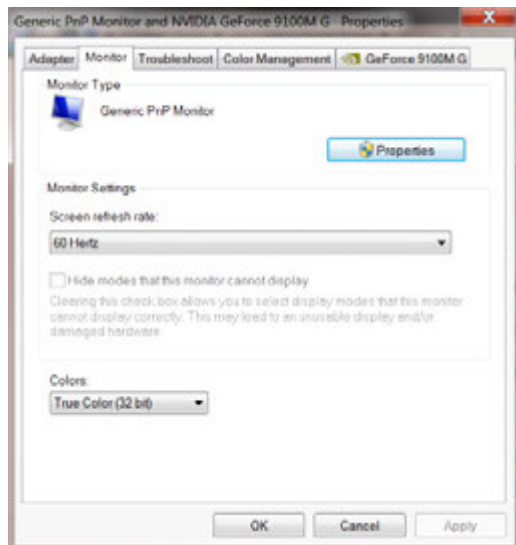 Generic PnP Monitor and NVIDIA GeForce 9100M G Properties
Adapter Monitor Troubleshoot Color Management GeForce 9100M G
Monitor Type
Generic PnP Monitor
Properties
Monitor Settings
Screen refresh rate:
60 Hertz
Hide modes that this monitor cannot display
Clearing this check box allows you to select display modes that this monitor
cannot display correctly. This may lead to an unusable display and/or
damaged hardware.
Colors:
True Color (32 bit)
OK Cancel Apply